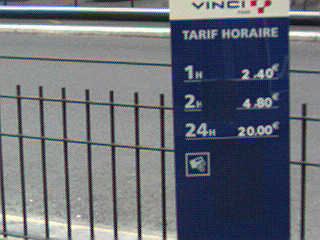 VINCI
TARIF HORAIRE
1H 2.40€
2H 4.80€
24H 20.00€